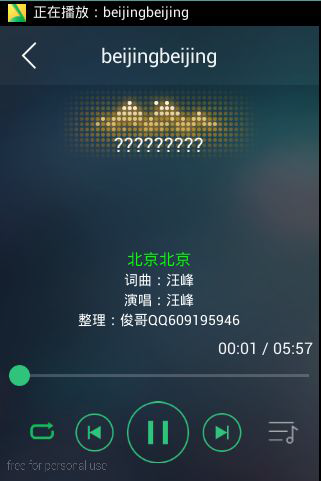 正在播放：beijingbeijing
beijingbeijing
?????????
北京北京
词曲：汪峰
演唱：汪峰
整理：俊哥QQ609195946
00:01 / 05:57
free for personal use